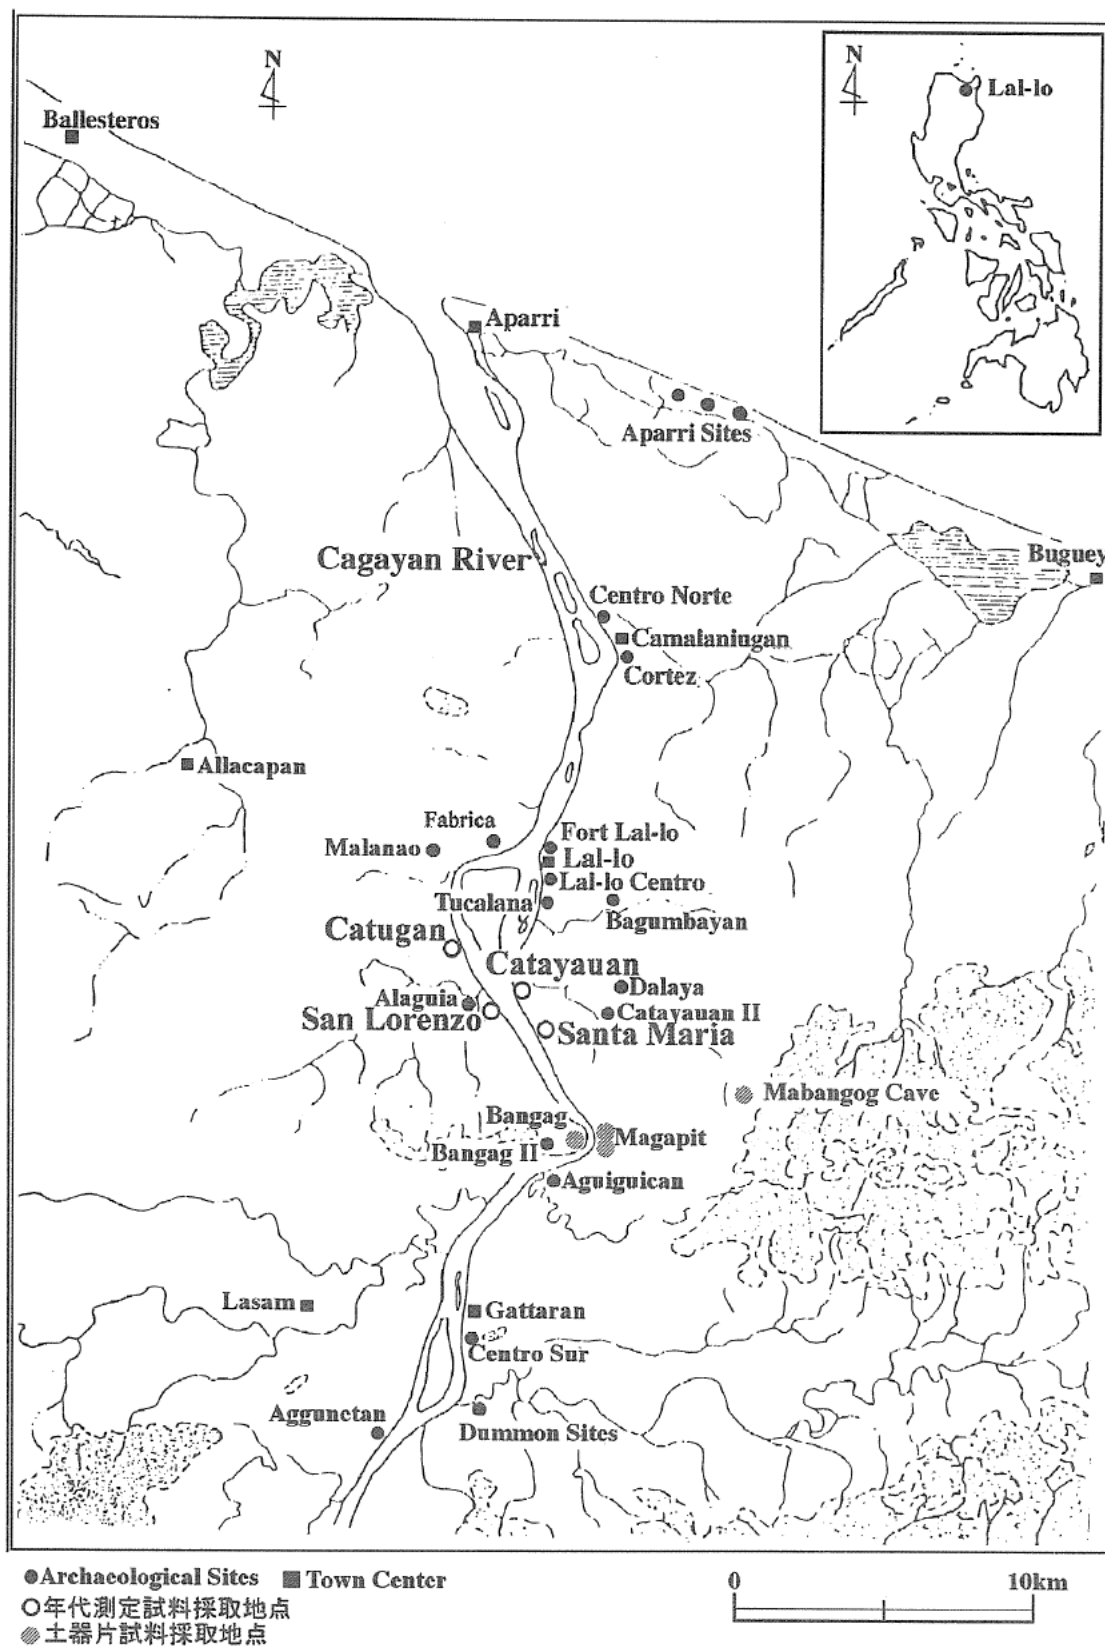 N
N
Lal-lo
Ballesteros
Aparri
Aparri Sites
Cagayan River
Buguey
Centro Norte
Camalaniugan
Cortez
Allacapan
Fabrica
Fort Lal-lo
Malanao
Lal-lo
Lal-lo Centro
Tucalana
Bagumbayan
Catugan
Catayauan
Dalaya
Alaguia
Catayauan II
San Lorenzo
Santa Maria
Mabangog Cave
Bangag
Magapit
Bangag II
Aguiguican
Lasam
Gattaran
Centro Sur
Aggunetan
Dummon Sites
Archaeological Sites
Town Center
年代測定試料採取地点
土器片試料採取地点
0
10km